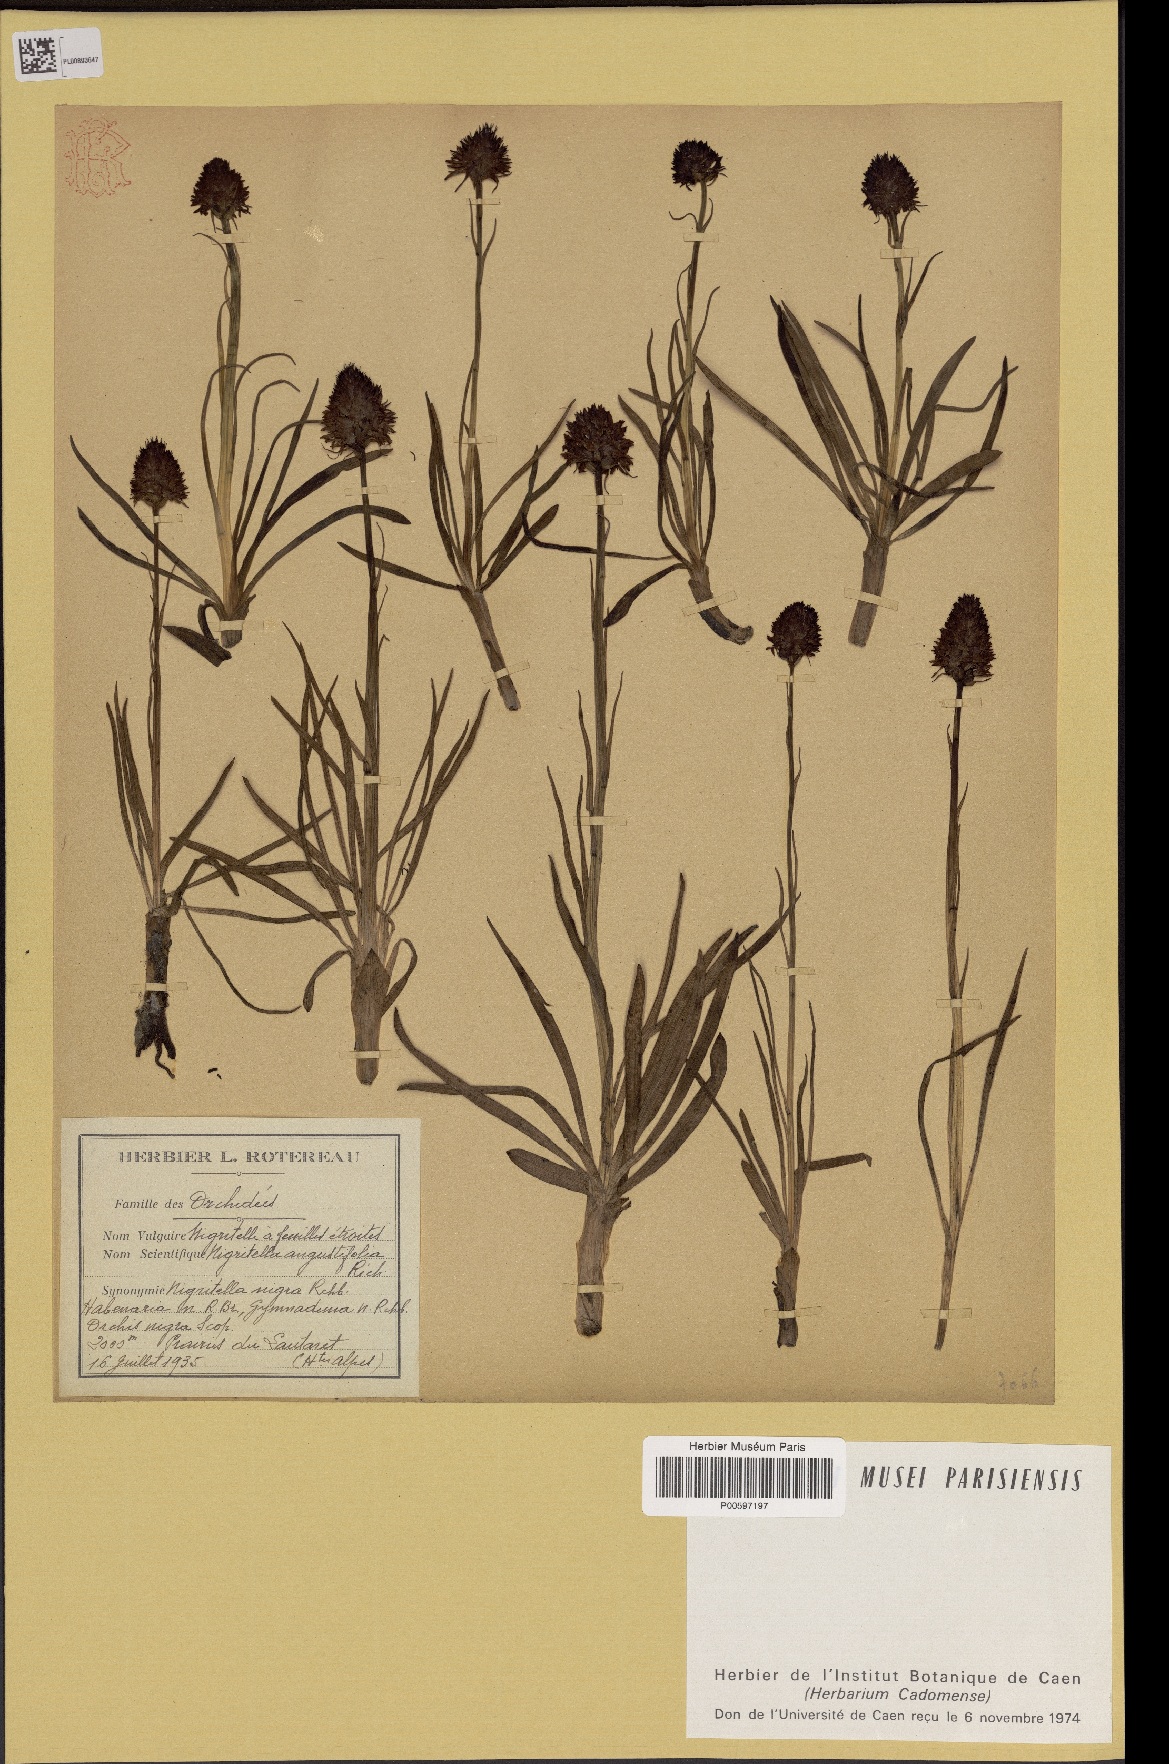 PL00893647
HERBIER L. ROTEREAU
Famille des Orchidées
Nom Vulgaire Nigritelle à feuilles étroites
Nom Scientifique Nigritella angustifolia
Rich.
Synonymie Nigritella nigra Rchb.
Habenaria n. R. Br., Gymnadenia n. Rchb.
Orchis nigra Scop.
2000m Prairies du Lautaret
16 Juillet 1935 (Htes Alpes)
Herbier Muséum Paris
P00597197
MUSEI PARISIENSIS
Herbier de l'Institut Botanique de Caen
(Herbarium Cadomense)
Don de l'Université de Caen reçu le 6 novembre 1974